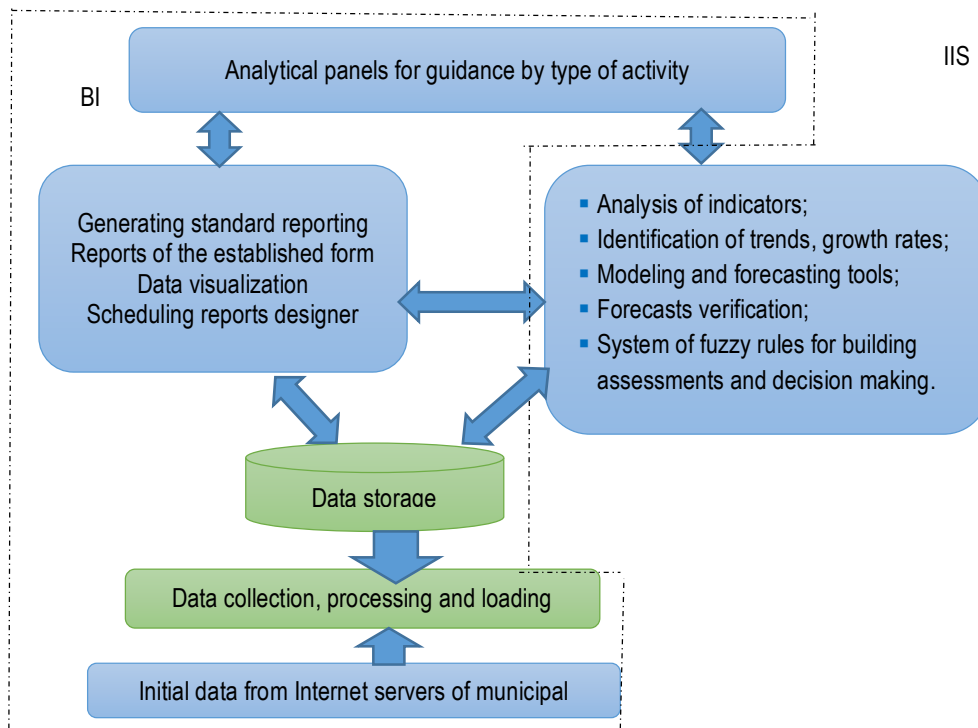 IIS
Analytical panels for guidance by type of activity
BI
Generating standard reporting
Reports of the established form
Data visualization
Scheduling reports designer
▪ Analysis of indicators;
▪ Identification of trends, growth rates;
▪ Modeling and forecasting tools;
▪ Forecasts verification;
▪ System of fuzzy rules for building
assessments and decision making.
Data storage
Data collection, processing and loading
Initial data from Internet servers of municipal